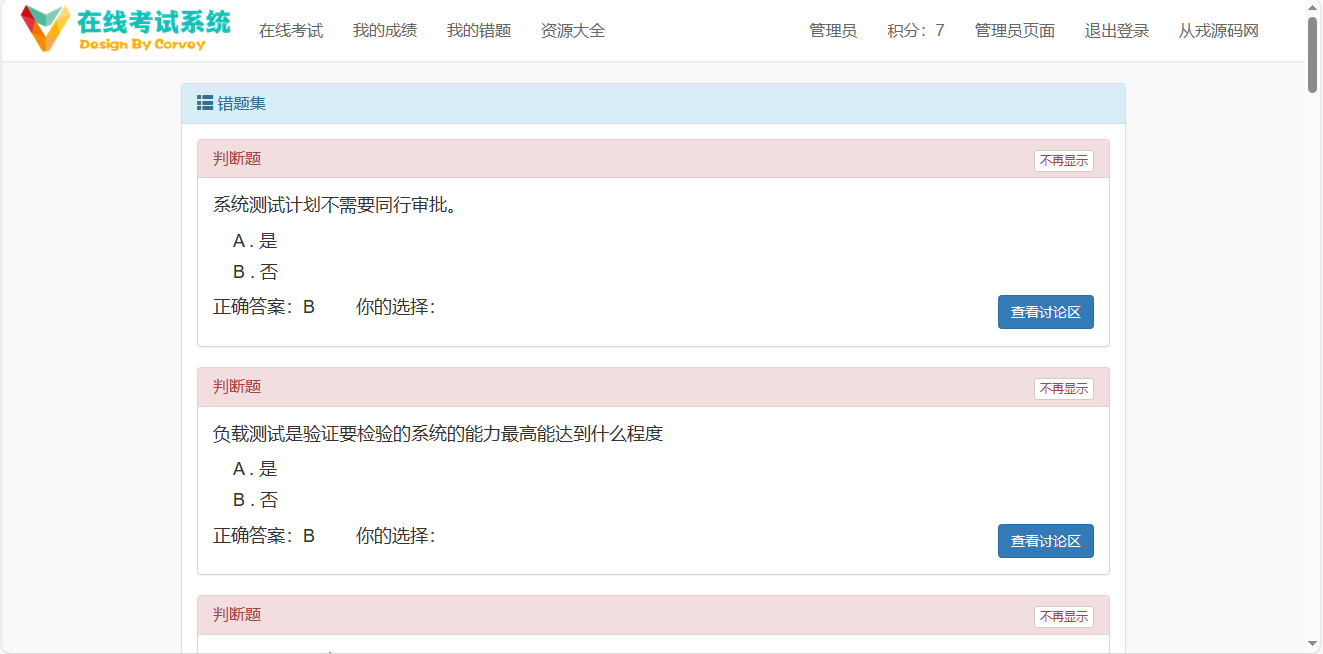 在线考试系统
Design By Corvey
在线考试 我的成绩 我的错题 资源大全 管理员 积分：7 管理员页面 退出登录 从戎源码网
错题集
判断题 不再显示
系统测试计划不需要同行审批。
A . 是
B . 否
正确答案：B 你的选择：
查看讨论区
判断题 不再显示
负载测试是验证要检验的系统的能力最高能达到什么程度
A . 是
B . 否
正确答案：B 你的选择：
查看讨论区
判断题 不再显示